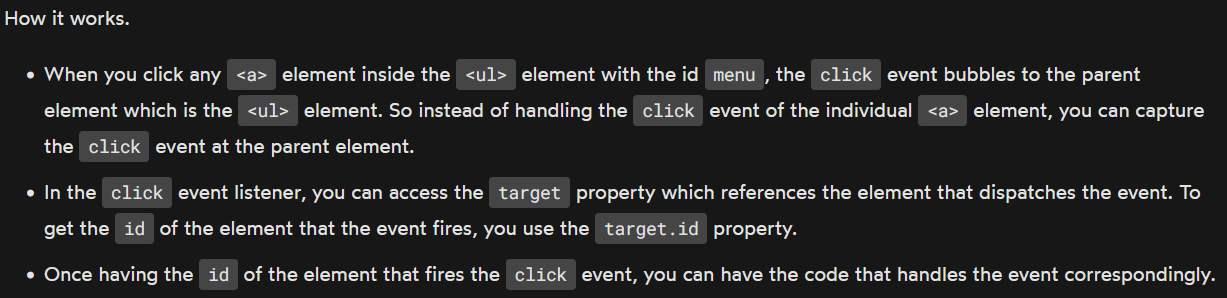 How it works.
• When you click any <a> element inside the <ul> element with the id menu , the click event bubbles to the parent
element which is the <ul> element. So instead of handling the click event of the individual <a> element, you can capture
the click event at the parent element.
• In the click event listener, you can access the target property which references the element that dispatches the event. To
get the id of the element that the event fires, you use the target.id property.
• Once having the id of the element that fires the click event, you can have the code that handles the event correspondingly.